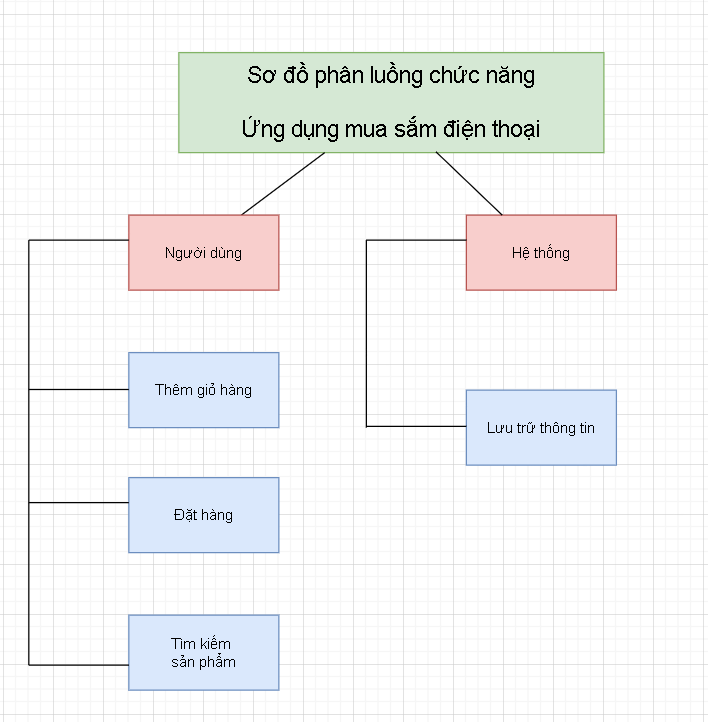 Sơ đồ phân luồng chức năng
Ứng dụng mua sắm điện thoại
Người dùng
Hệ thống
Thêm giỏ hàng
Lưu trữ thông tin
Đặt hàng
Tìm kiếm
sản phẩm